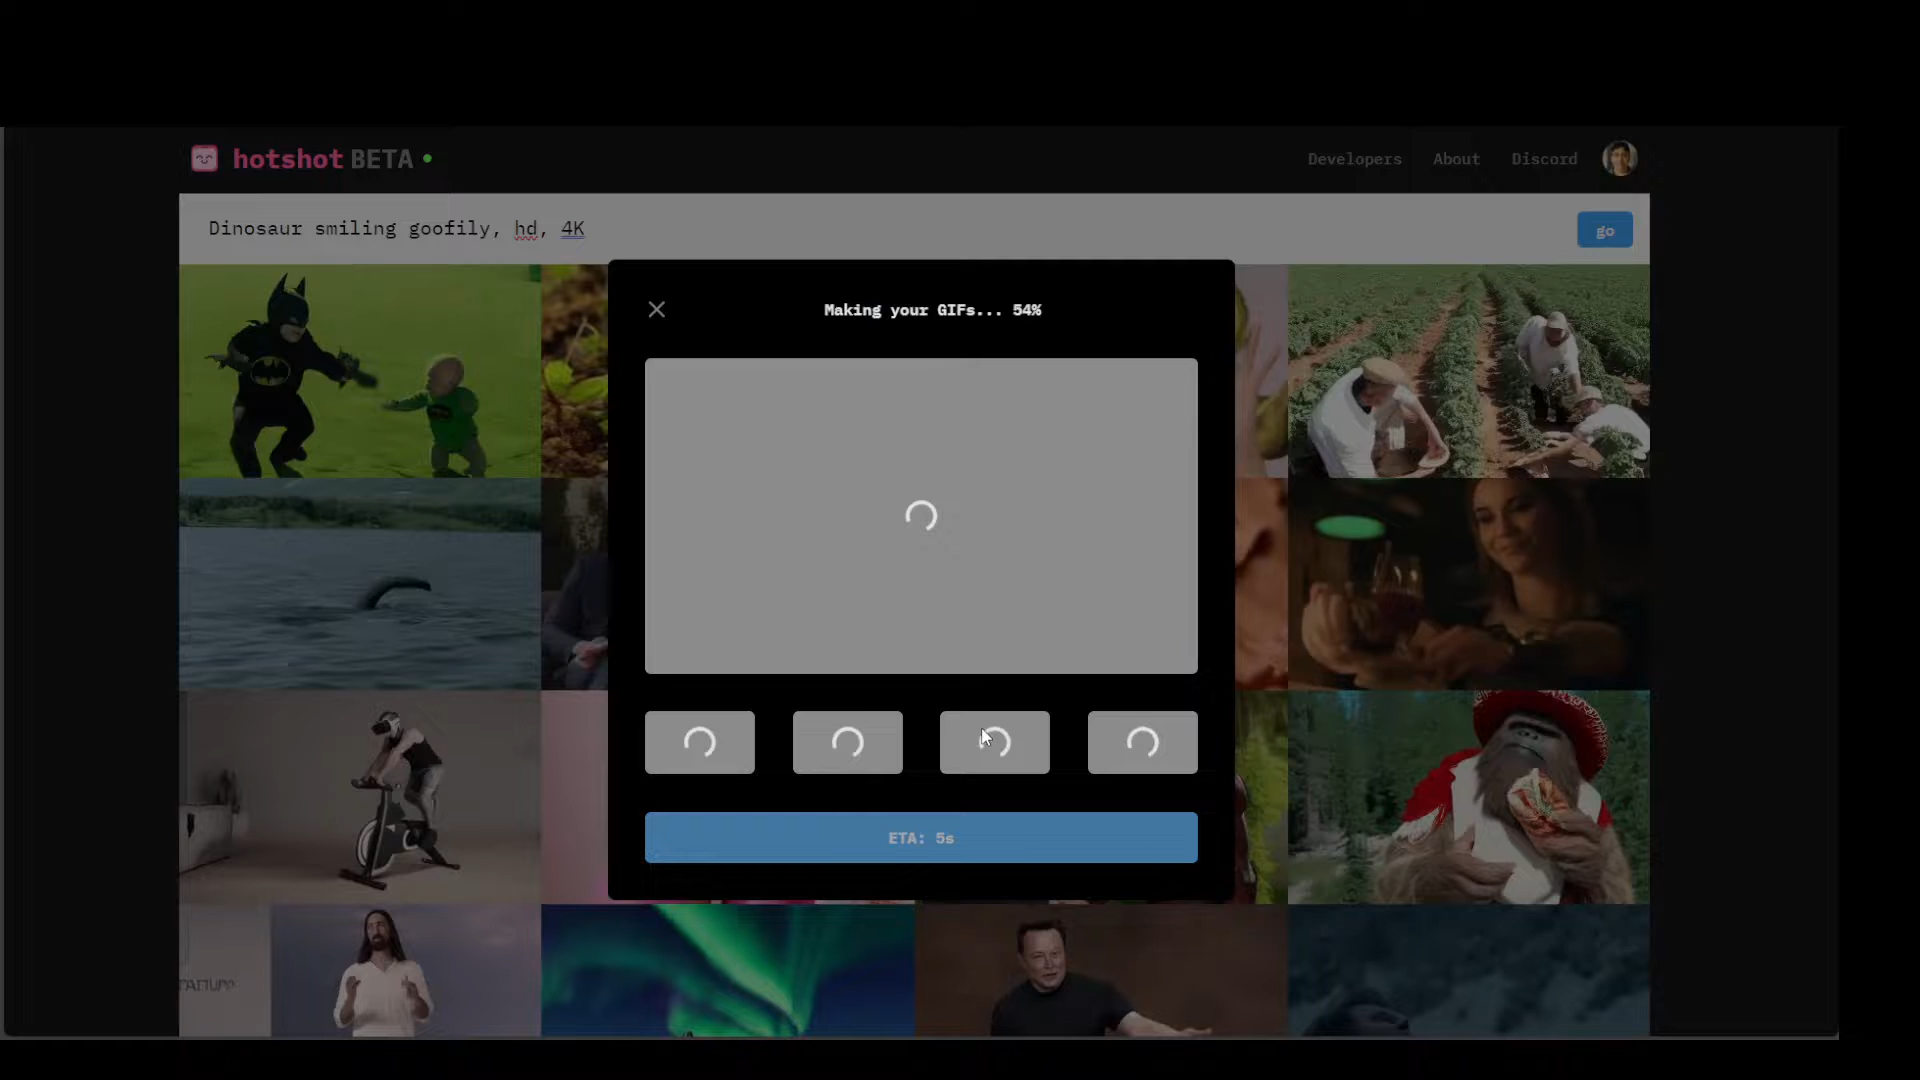 hotshot BETA
Developers About Discord
Dinosaur smiling goofily, hd, 4K
go
Making your GIFs... 54%
ETA: 5s